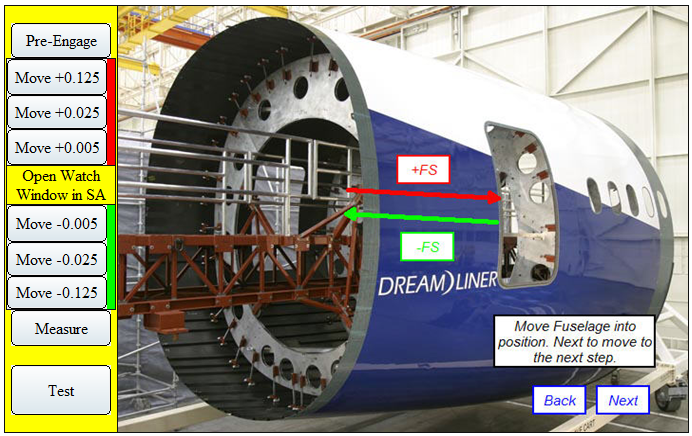 Pre-Engage
Move +0.125
Move +0.025
Move +0.005
Open Watch
Window in SA
Move -0.005
Move -0.025
Move -0.125
Measure
Test
+FS
-FS
DREAMLINER
Move Fuselage into
position. Next to move to
the next step.
Back
Next